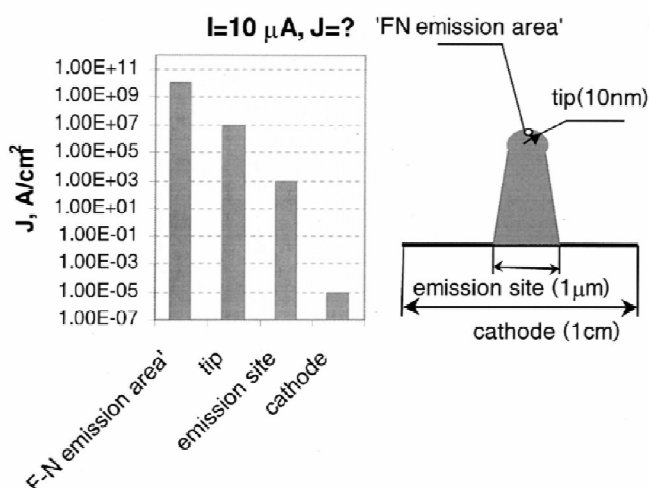 I=10 μA, J=?
'FN emission area'
tip(10nm)
J, A/cm²
1.00E+11
1.00E+09
1.00E+07
1.00E+05
1.00E+03
1.00E+01
1.00E-01
1.00E-03
1.00E-05
1.00E-07
F-N emission area'
tip
emission site
cathode
emission site (1μm)
cathode (1cm)